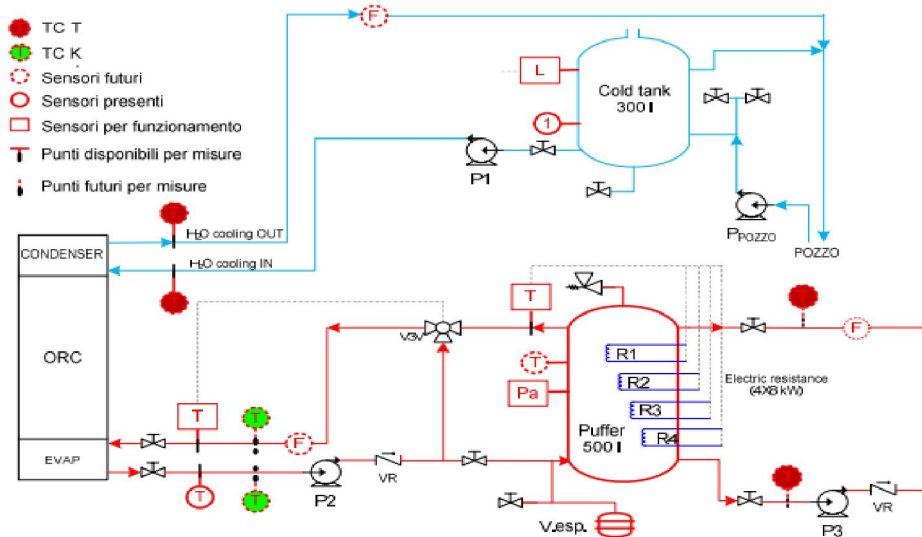 TC T
TC K
Sensori futuri
Sensori presenti
Sensori per funzionamento
Punti disponibili per misure
Punti futuri per misure
F
L
Cold tank
300 l
1
P1
PPOZZO
POZZO
H2O cooling OUT
H2O cooling IN
CONDENSER
ORC
EVAP
T
V3V
T
T
Pa
R1
R2
R3
R4
Puffer
500 l
Electric resistance
(4X8 kW)
T
F
T
T
F
T
T
P2
VR
V.esp.
T
P3
VR